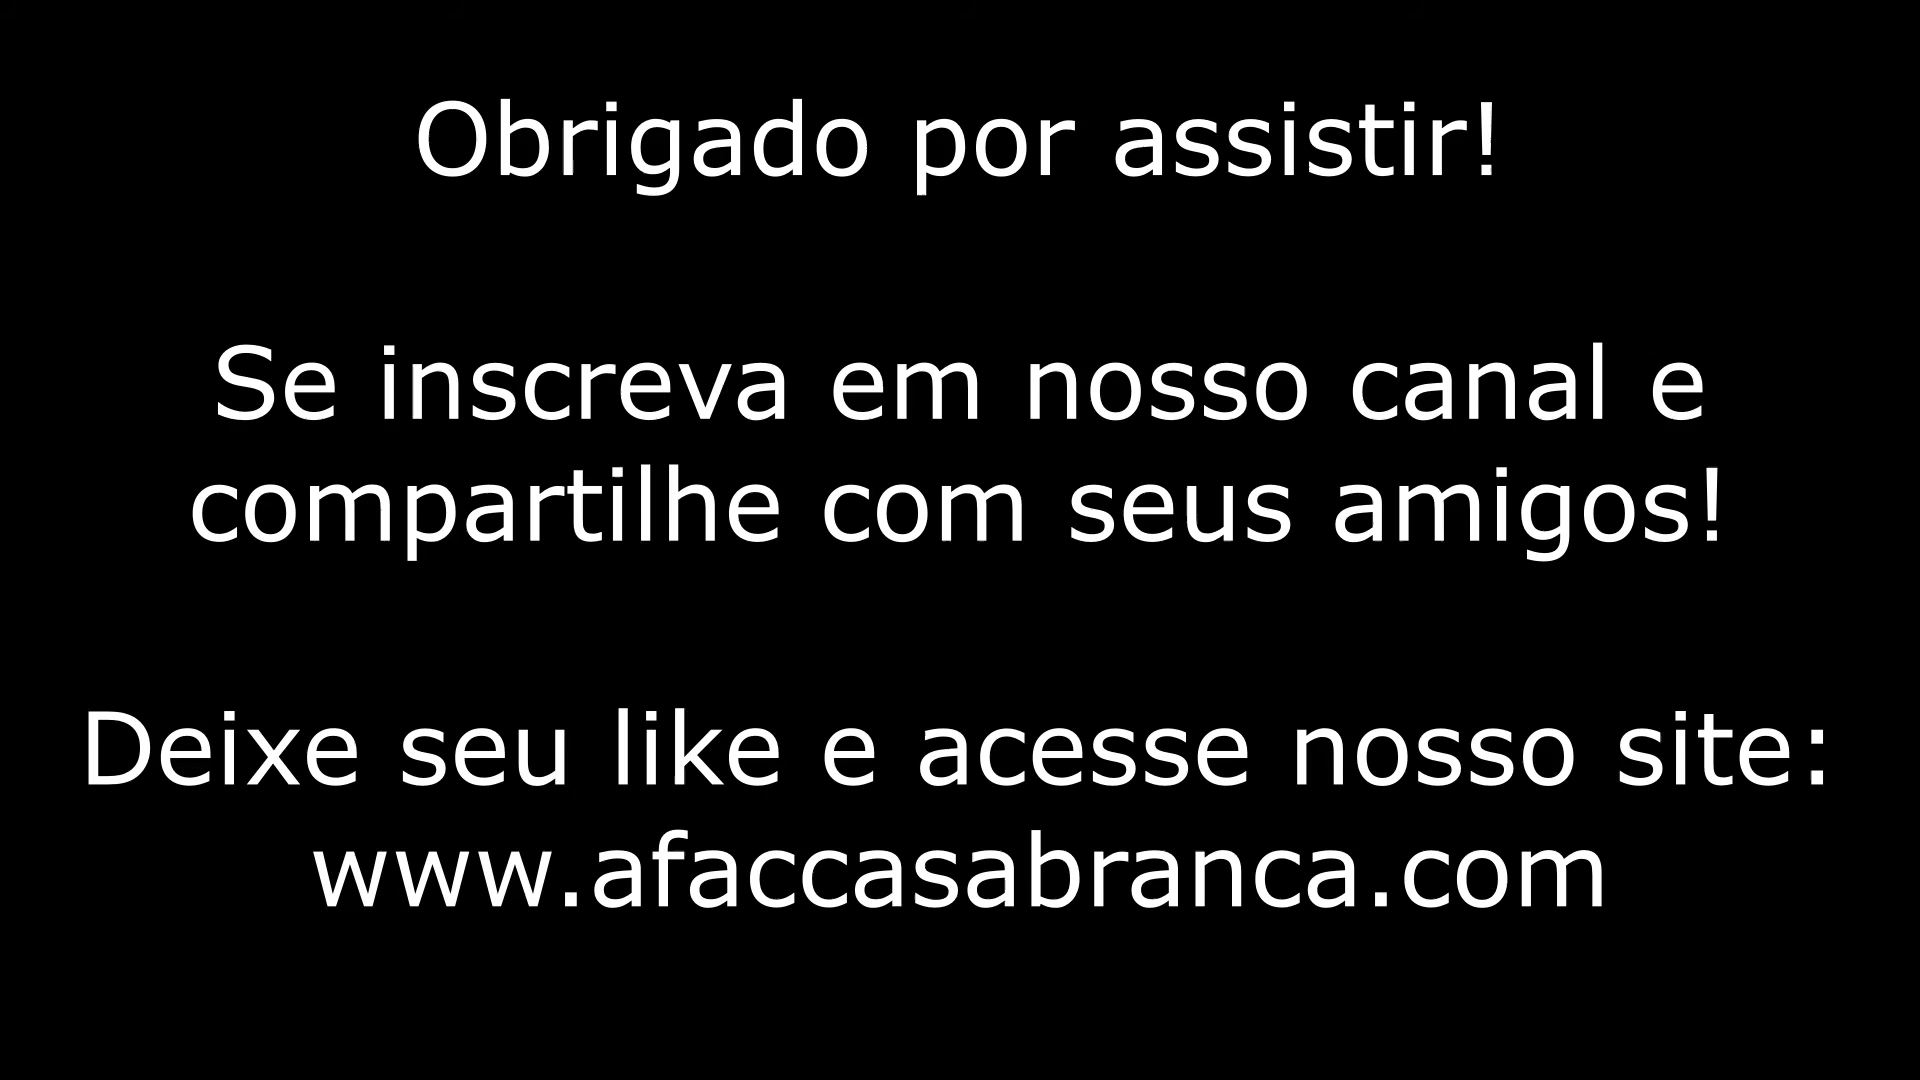 Obrigado por assistir!
Se inscreva em nosso canal e
compartilhe com seus amigos!
Deixe seu like e acesse nosso site:
www.afaccasabranca.com